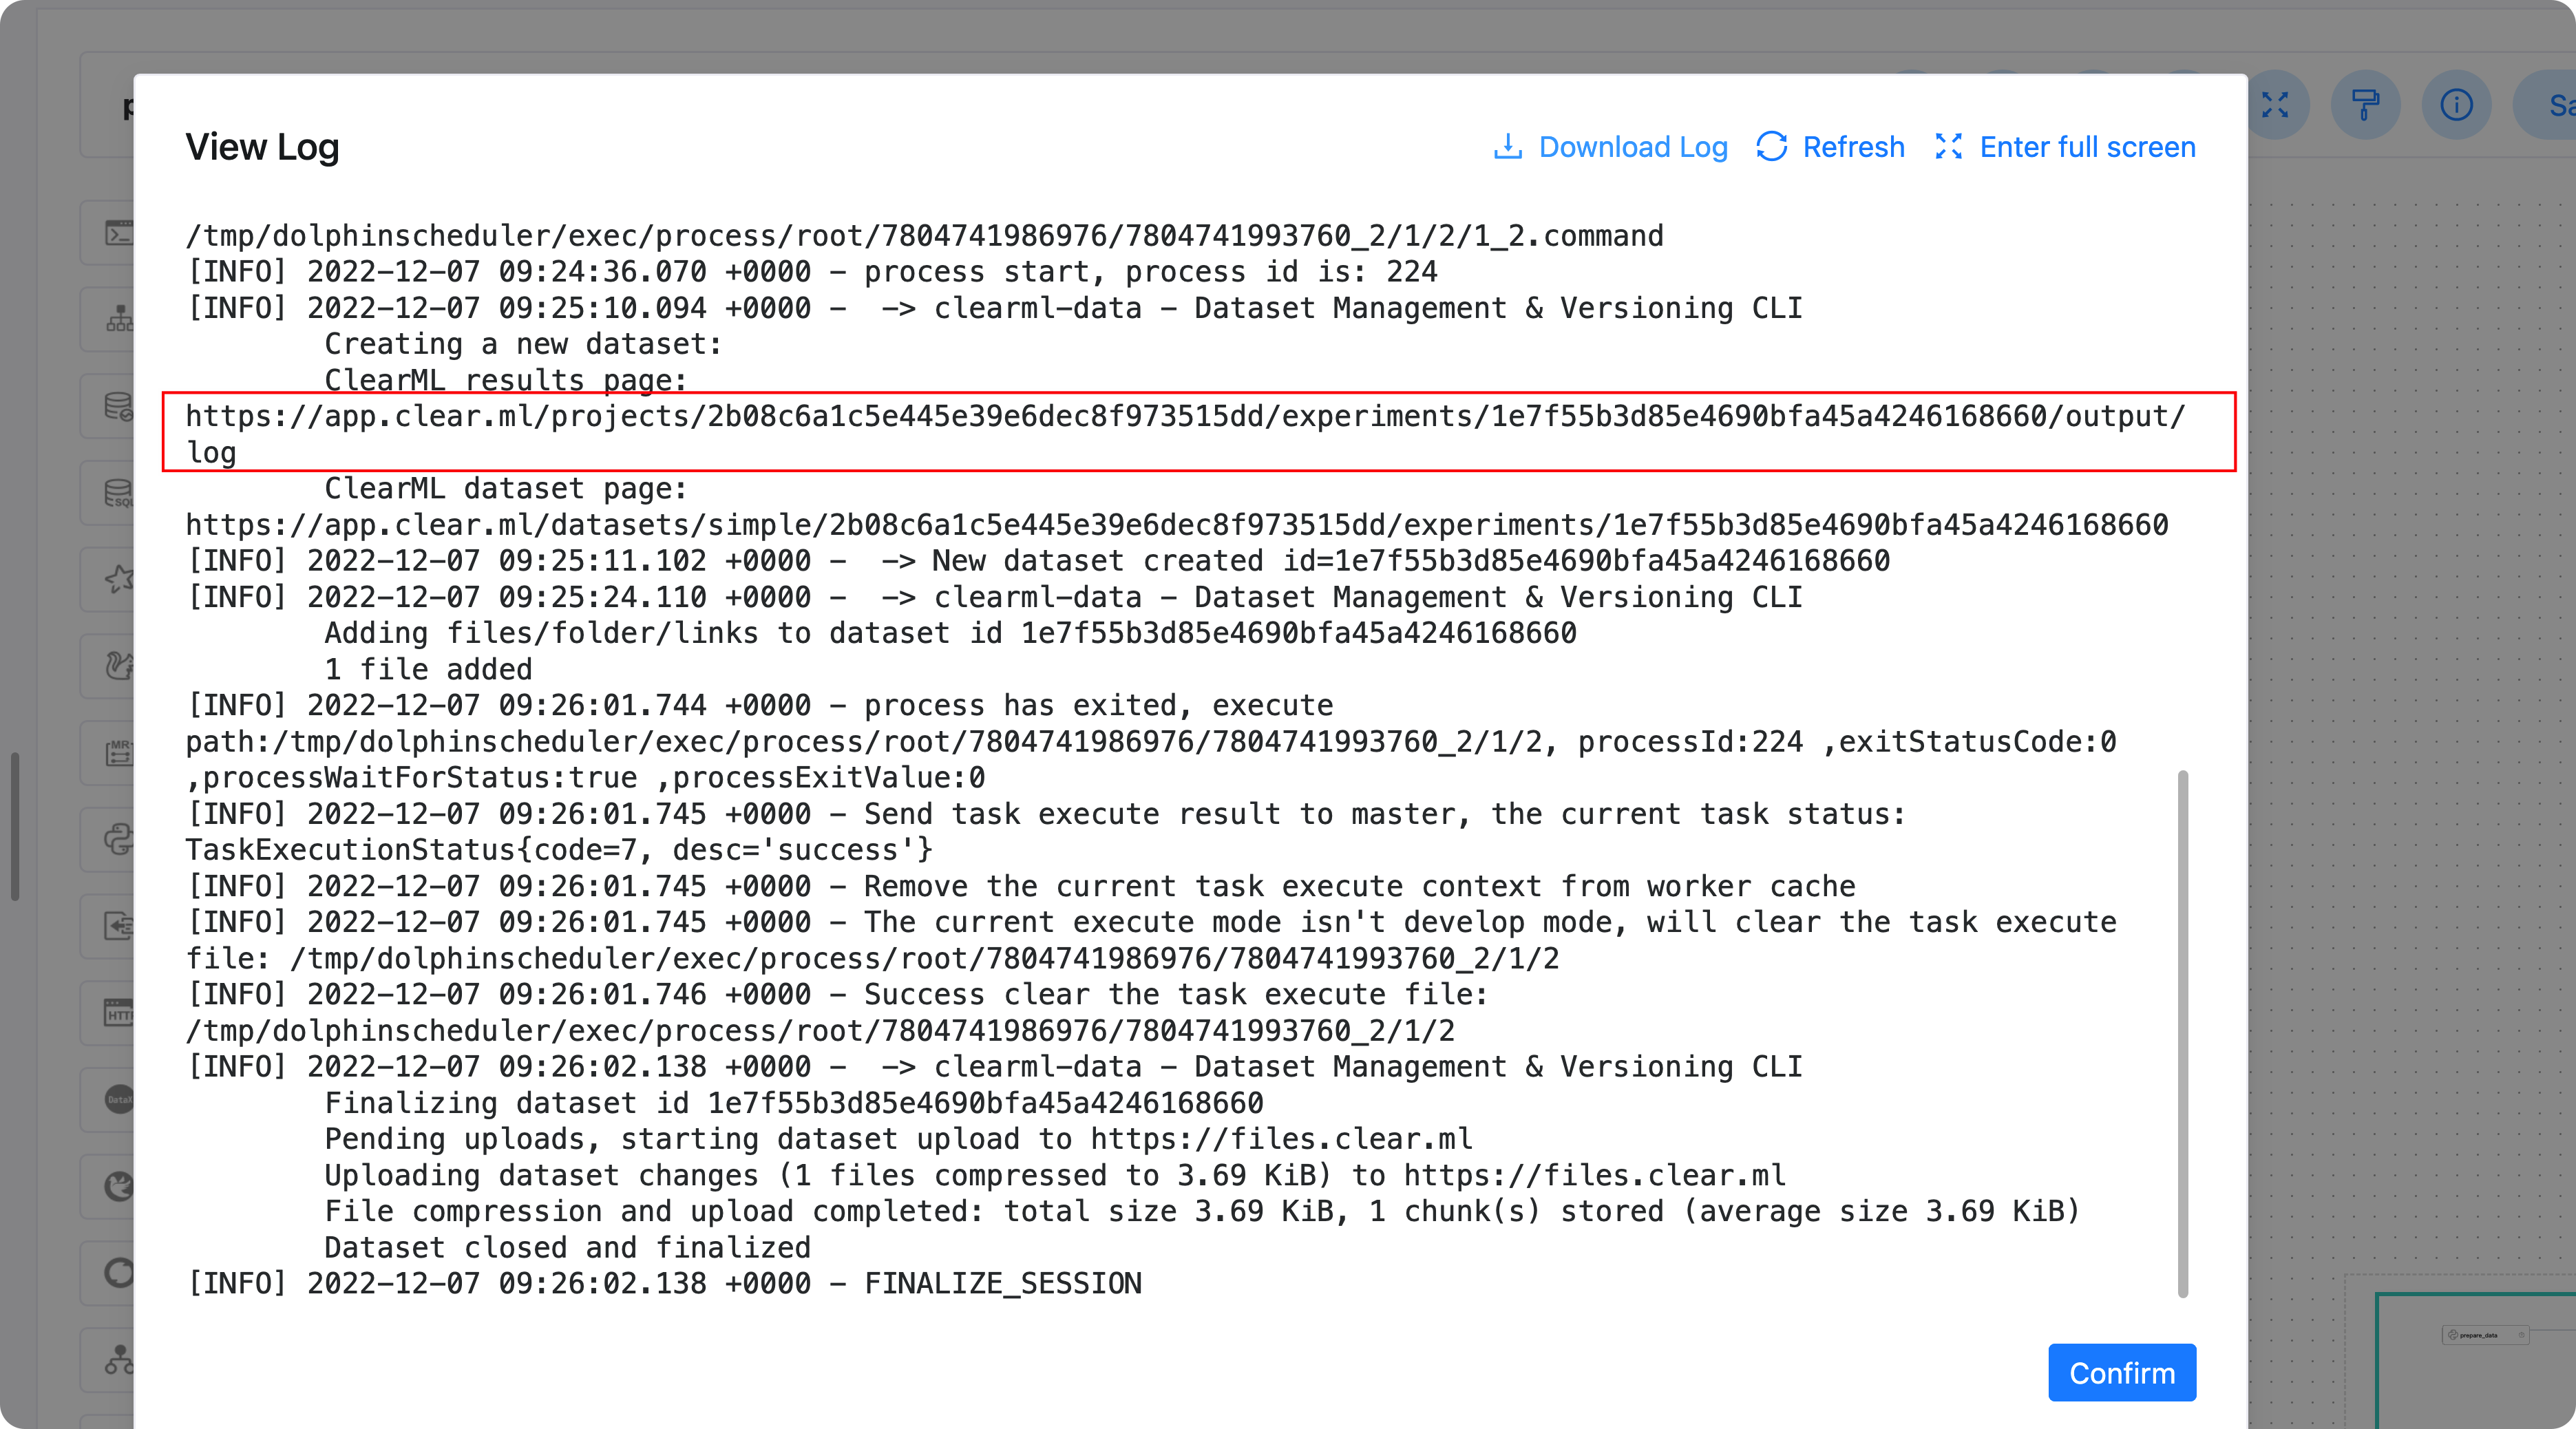 View Log
Download Log Refresh Enter full screen
/tmp/dolphinscheduler/exec/process/root/7804741986976/7804741993760_2/1/2/1_2.command
[INFO] 2022-12-07 09:24:36.070 +0000 - process start, process id is: 224
[INFO] 2022-12-07 09:25:10.094 +0000 -  -> clearml-data - Dataset Management & Versioning CLI
Creating a new dataset:
ClearML results page:
https://app.clear.ml/projects/2b08c6a1c5e445e39e6dec8f973515dd/experiments/1e7f55b3d85e4690bfa45a4246168660/output/
log
ClearML dataset page:
https://app.clear.ml/datasets/simple/2b08c6a1c5e445e39e6dec8f973515dd/experiments/1e7f55b3d85e4690bfa45a4246168660
[INFO] 2022-12-07 09:25:11.102 +0000 -  -> New dataset created id=1e7f55b3d85e4690bfa45a4246168660
[INFO] 2022-12-07 09:25:24.110 +0000 -  -> clearml-data - Dataset Management & Versioning CLI
Adding files/folder/links to dataset id 1e7f55b3d85e4690bfa45a4246168660
1 file added
[INFO] 2022-12-07 09:26:01.744 +0000 - process has exited, execute
path:/tmp/dolphinscheduler/exec/process/root/7804741986976/7804741993760_2/1/2, processId:224 ,exitStatusCode:0
,processWaitForStatus:true ,processExitValue:0
[INFO] 2022-12-07 09:26:01.745 +0000 - Send task execute result to master, the current task status:
TaskExecutionStatus{code=7, desc='success'}
[INFO] 2022-12-07 09:26:01.745 +0000 - Remove the current task execute context from worker cache
[INFO] 2022-12-07 09:26:01.745 +0000 - The current execute mode isn't develop mode, will clear the task execute
file: /tmp/dolphinscheduler/exec/process/root/7804741986976/7804741993760_2/1/2
[INFO] 2022-12-07 09:26:01.746 +0000 - Success clear the task execute file:
/tmp/dolphinscheduler/exec/process/root/7804741986976/7804741993760_2/1/2
[INFO] 2022-12-07 09:26:02.138 +0000 -  -> clearml-data - Dataset Management & Versioning CLI
Finalizing dataset id 1e7f55b3d85e4690bfa45a4246168660
Pending uploads, starting dataset upload to https://files.clear.ml
Uploading dataset changes (1 files compressed to 3.69 KiB) to https://files.clear.ml
File compression and upload completed: total size 3.69 KiB, 1 chunk(s) stored (average size 3.69 KiB)
Dataset closed and finalized
[INFO] 2022-12-07 09:26:02.138 +0000 - FINALIZE_SESSION
Confirm
prepare_data